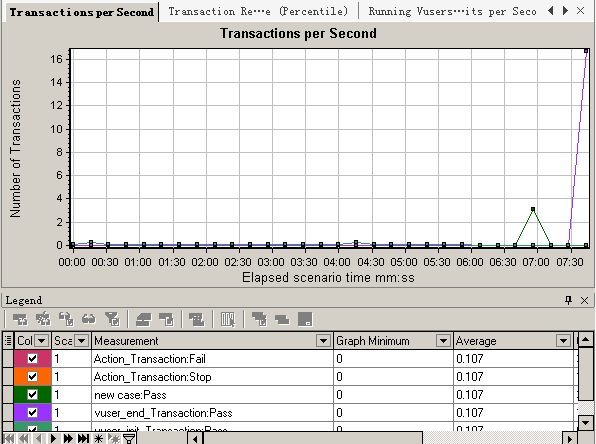 Transactions per Second
Transaction Re…e (Percentile)
Running Vusers…its per Seco
Transactions per Second
Number of Transactions
16
14
12
10
8
6
4
2
0
00:00 00:30 01:00 01:30 02:00 02:30 03:00 03:30 04:00 04:30 05:00 05:30 06:00 06:30 07:00 07:30
Elapsed scenario time mm:ss
Legend
Col Sca Measurement Graph Minimum Average
1 Action_Transaction:Fail 0 0.107
1 Action_Transaction:Stop 0 0.107
1 new case:Pass 0 0.107
1 vuser_end_Transaction:Pass 0 0.107
1 vuser_init_Transaction:Pass 0 0.107